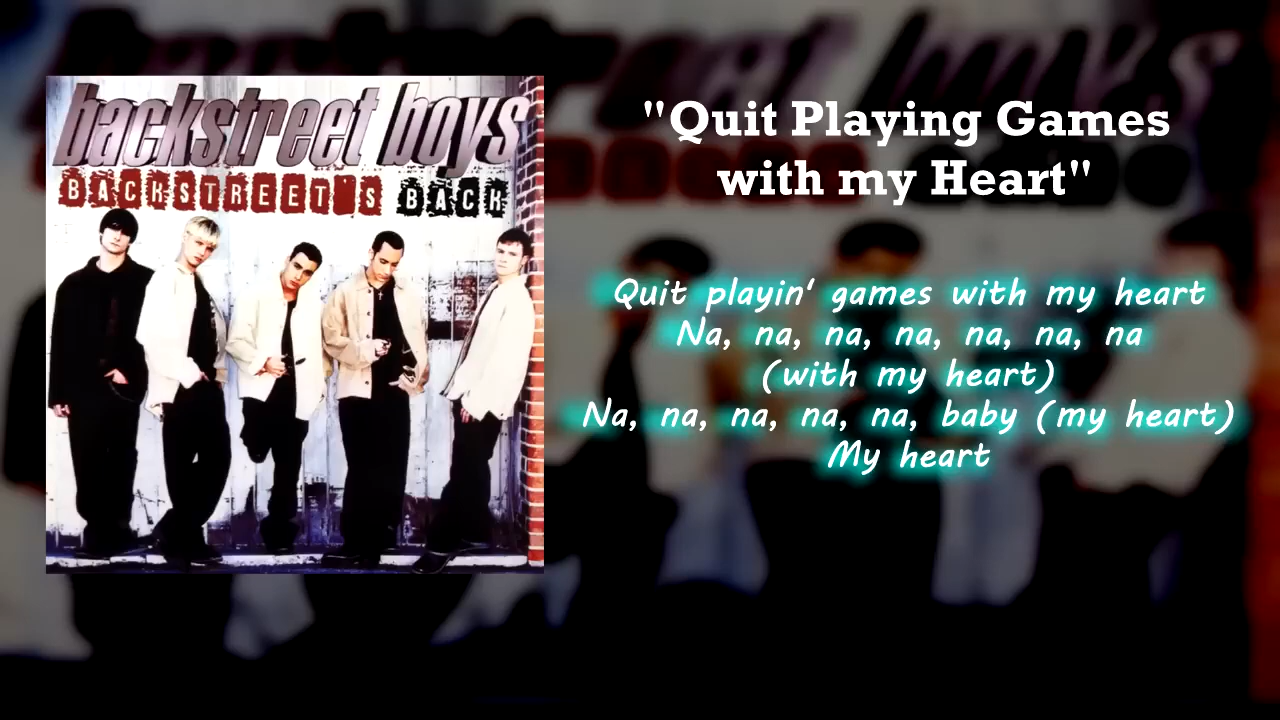 backstreet boys
BACKSTREET'S BACK
"Quit Playing Games
with my Heart"
Quit playin' games with my heart
Na, na, na, na, na, na, na
(with my heart)
Na, na, na, na, na, baby (my heart)
My heart